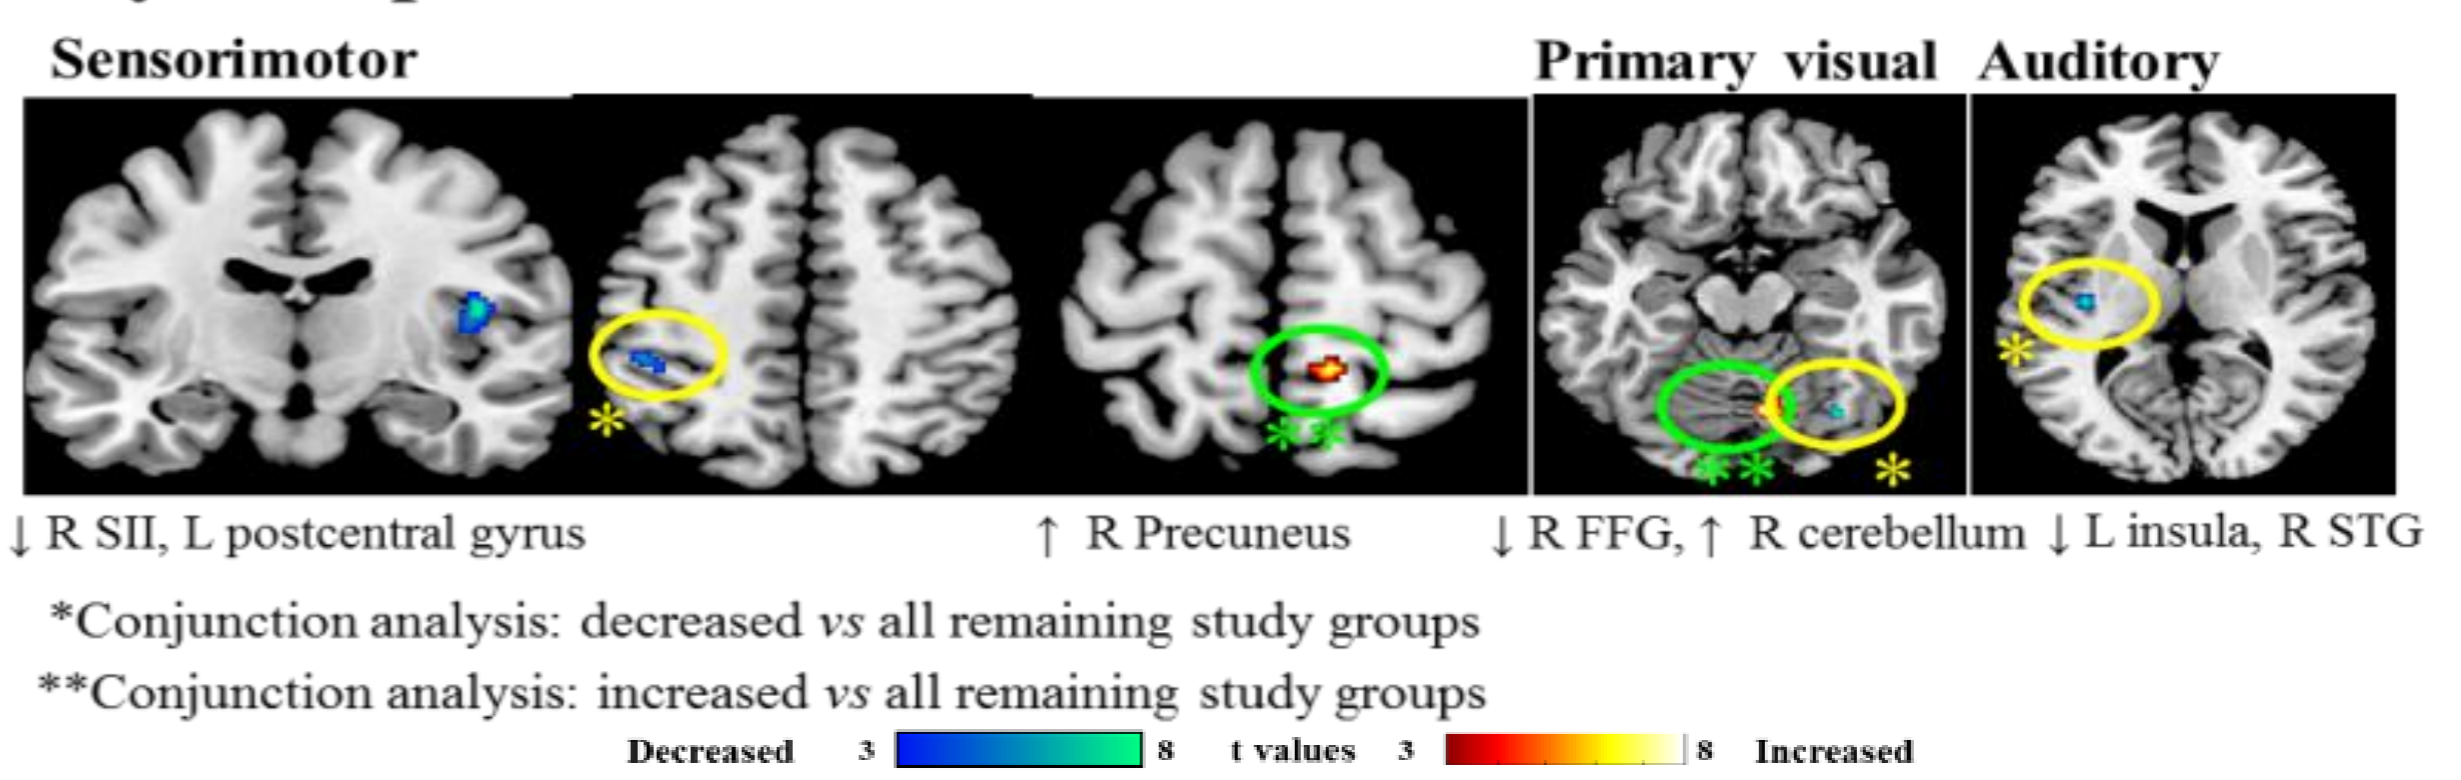 Sensorimotor
Primary visual Auditory
* ** ** * *
↓ R SII, L postcentral gyrus ↑ R Precuneus ↓ R FFG, ↑ R cerebellum ↓ L insula, R STG
*Conjunction analysis: decreased vs all remaining study groups
**Conjunction analysis: increased vs all remaining study groups
Decreased 3 8 t values 3 8 Increased